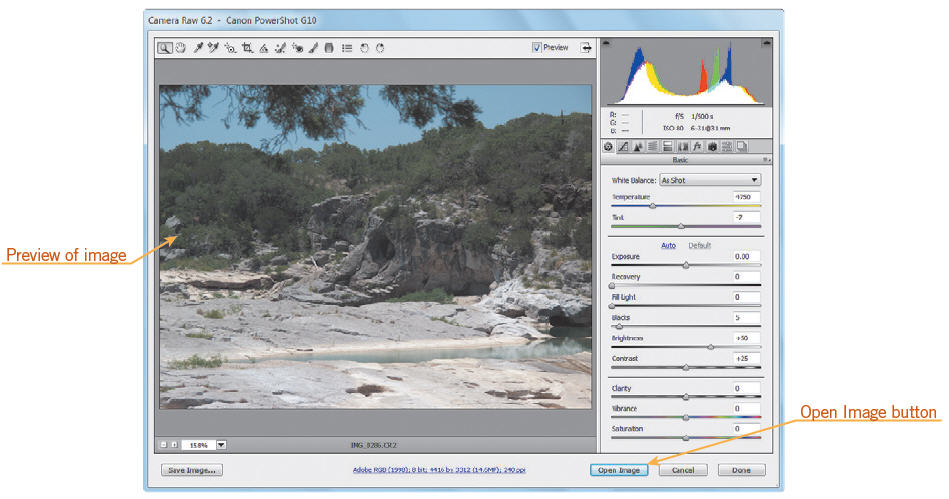 Camera Raw 6.2 - Canon PowerShot G10
Preview
R: ---
G: ---
B: ---
f/5 1/500 s
ISO 80 6-31@31 mm
Basic
White Balance: As Shot
Temperature 4750
Tint -7
Auto Default
Exposure 0.00
Recovery 0
Fill Light 0
Blacks 5
Brightness +50
Contrast +25
Clarity 0
Vibrance 0
Saturation 0
Preview of image
Open Image button
15.8% IMG_0286.CR2
Save Image... Adobe RGB (1998); 8 bit; 4416 by 3312 (14.6MP); 240 ppi Open Image Cancel Done